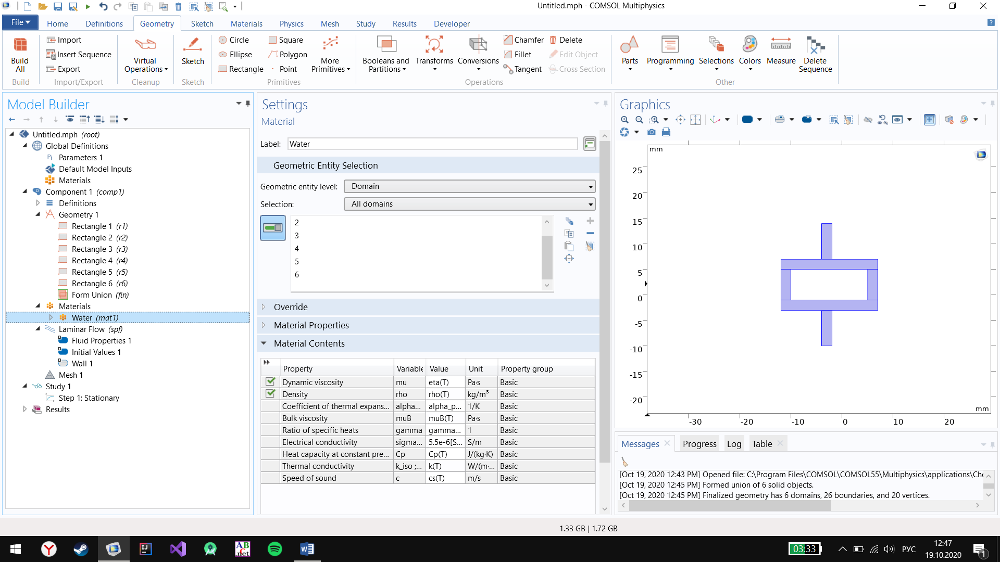 Untitled.mph - COMSOL Multiphysics
File Home Definitions Geometry Sketch Materials Physics Mesh Study Results Developer
Build All
Build
Import
Insert Sequence
Export
Import/Export
Virtual Operations
Cleanup
Sketch
Sketch
Circle
Ellipse
Rectangle
Square
Polygon
Point
More Primitives
Primitives
Booleans and Partitions
Transforms
Conversions
Chamfer
Fillet
Tangent
Delete
Edit Object
Cross Section
Operations
Parts
Programming
Selections
Colors
Measure
Delete Sequence
Other
Model Builder
Untitled.mph (root)
Global Definitions
Pi Parameters 1
Default Model Inputs
Materials
Component 1 (comp1)
Definitions
Geometry 1
Rectangle 1 (r1)
Rectangle 2 (r2)
Rectangle 3 (r3)
Rectangle 4 (r4)
Rectangle 5 (r5)
Rectangle 6 (r6)
Form Union (fin)
Materials
Water (mat1)
Laminar Flow (spf)
Fluid Properties 1
Initial Values 1
Wall 1
Mesh 1
Study 1
Step 1: Stationary
Results
Settings
Material
Label: Water
Geometric Entity Selection
Geometric entity level: Domain
Selection: All domains
2
3
4
5
6
Override
Material Properties
Material Contents
Property Variable Value Unit Property group
Dynamic viscosity mu eta(T) Pa·s Basic
Density rho rho(T) kg/m³ Basic
Coefficient of thermal expans... alpha... alpha_p... 1/K Basic
Bulk viscosity muB muB(T) Pa·s Basic
Ratio of specific heats gamma gamma... 1 Basic
Electrical conductivity sigma... 5.5e-6[S... S/m Basic
Heat capacity at constant pre... Cp Cp(T) J/(kg·K) Basic
Thermal conductivity k_iso ;... k(T) W/(m·... Basic
Speed of sound c cs(T) m/s Basic
Graphics
mm
25
20
15
10
5
0
-5
-10
-15
-20
mm
-30 -20 -10 0 10 20
Messages Progress Log Table
[Oct 19, 2020 12:43 PM] Opened file: C:\Program Files\COMSOL\COMSOL55\Multiphysics\applications\Che
[Oct 19, 2020 12:45 PM] Formed union of 6 solid objects.
[Oct 19, 2020 12:45 PM] Finalized geometry has 6 domains, 26 boundaries, and 20 vertices.
1.33 GB | 1.72 GB
03:33
РУС
12:47
19.10.2020
1